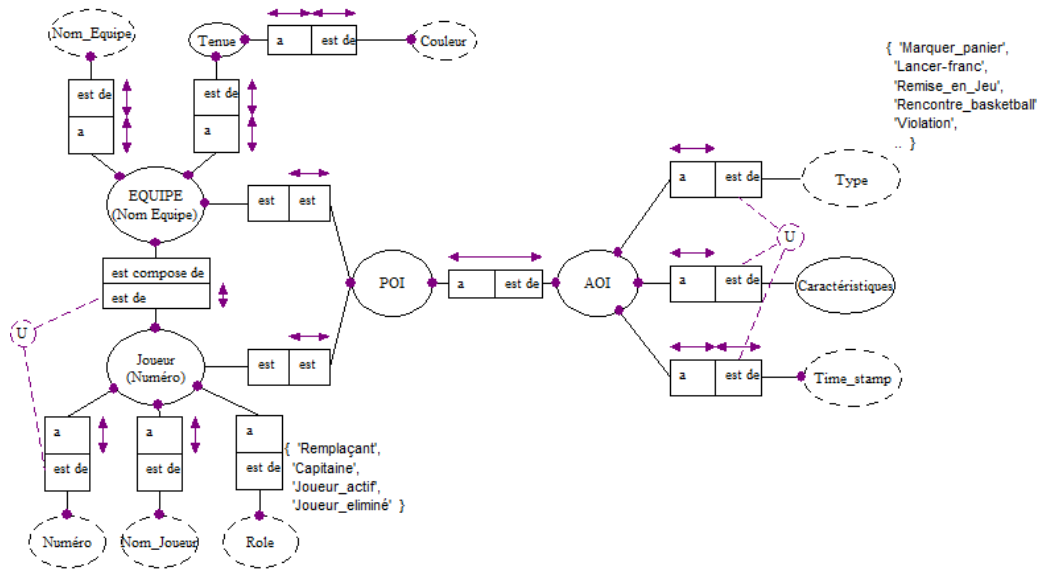 Nom_Equipe
Tenue
a
est de
Couleur
est de
a
est de
a
{ 'Marquer_panier',
'Lancer-franc',
'Remise_en_Jeu',
'Rencontre_basketball'
'Violation',
.. }
EQUIPE
(Nom Equipe)
est
est
a
est de
Type
U
est compose de
est de
POI
a
est de
AOI
a
est de
Caractéristiques
U
Joueur
(Numéro)
est
est
a
est de
Time_stamp
a
est de
a
est de
a
est de
{ 'Remplaçant',
'Capitaine',
'Joueur_actif',
'Joueur_eliminé' }
Numéro
Nom_Joueur
Role